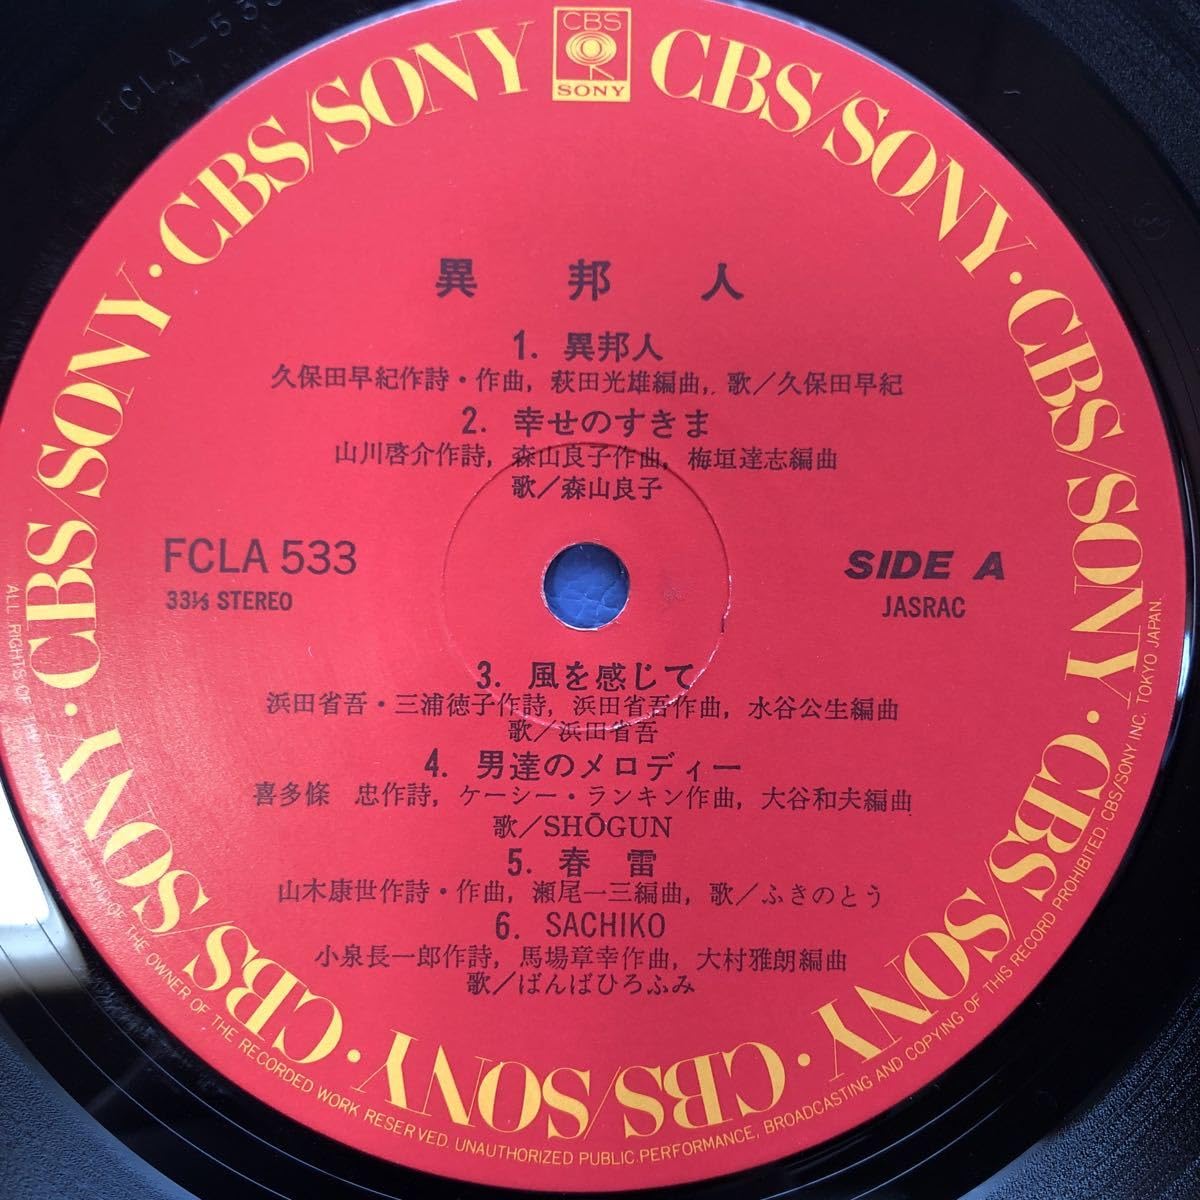 FCLA-533
CBS
SONY
CBS/SONY · CBS/SONY · CBS/SONY · CBS/SONY · CBS/SONY · CBS/SONY · CBS/SONY · CBS/SONY
異邦人
1. 異邦人
久保田早紀作詩・作曲, 萩田光雄編曲, 歌/久保田早紀
2. 幸せのすきま
山川啓介作詩, 森山良子作曲, 梅垣達志編曲
歌/森山良子
FCLA 533
33⅓ STEREO
SIDE A
JASRAC
3. 風を感じて
浜田省吾・三浦徳子作詩, 浜田省吾作曲, 水谷公生編曲
歌/浜田省吾
4. 男達のメロディー
喜多條 忠作詩, ケーシー・ランキン作曲, 大谷和夫編曲
歌/SHŌGUN
5. 春雷
山木康世作詩・作曲, 瀬尾一三編曲, 歌/ふきのとう
6. SACHIKO
小泉長一郎作詩, 馬場章幸作曲, 大村雅朗編曲
歌/ばんばひろふみ
ALL RIGHTS OF THE OWNER OF THE RECORDED WORK RESERVED. UNAUTHORIZED PUBLIC PERFORMANCE, BROADCASTING AND COPYING OF THIS RECORD PROHIBITED. CBS/SONY INC. TOKYO JAPAN.